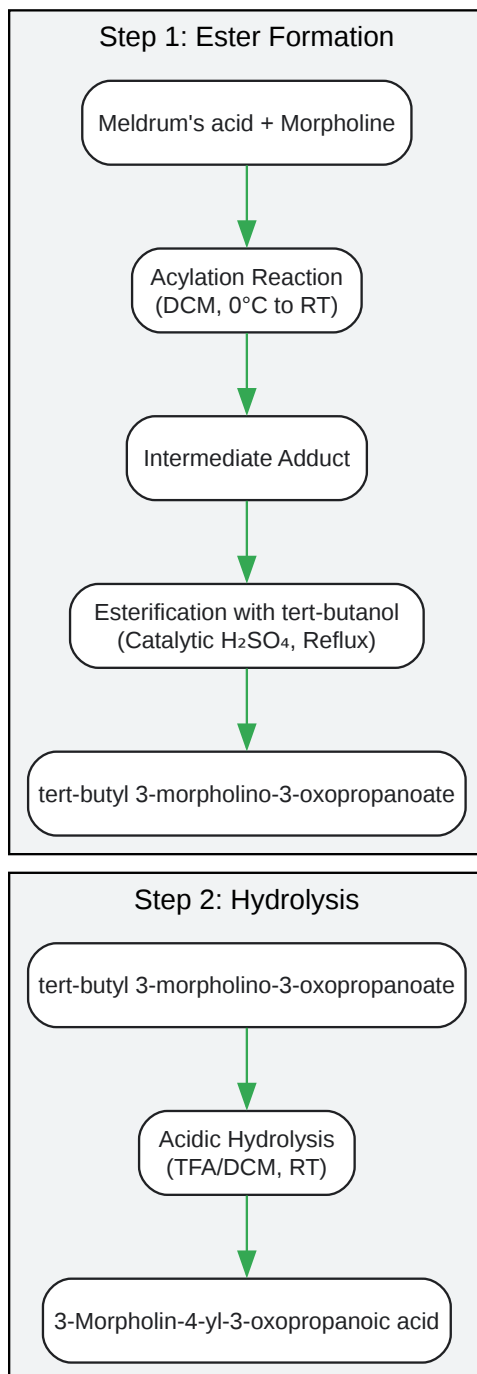 Step 1: Ester Formation
Meldrum's acid + Morpholine
Acylation Reaction
(DCM, 0°C to RT)
Intermediate Adduct
Esterification with tert-butanol
(Catalytic H₂SO₄, Reflux)
tert-butyl 3-morpholino-3-oxopropanoate
Step 2: Hydrolysis
tert-butyl 3-morpholino-3-oxopropanoate
Acidic Hydrolysis
(TFA/DCM, RT)
3-Morpholin-4-yl-3-oxopropanoic acid